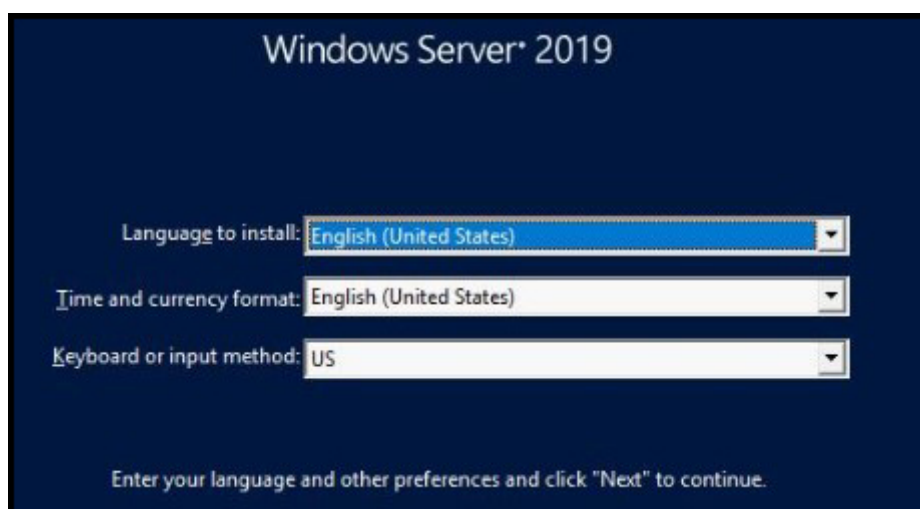 Windows Server® 2019
Language to install: English (United States)
Time and currency format: English (United States)
Keyboard or input method: US
Enter your language and other preferences and click "Next" to continue.